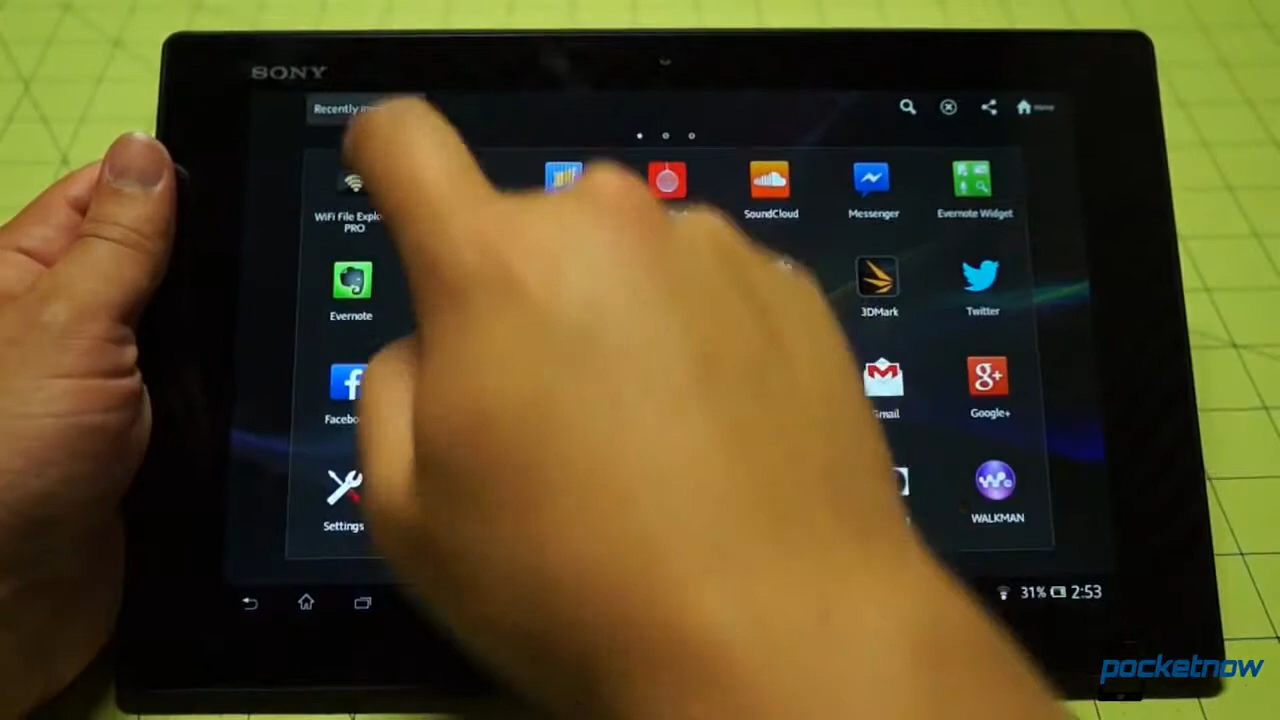 SONY
Recently
WiFi File Explo
PRO
SoundCloud
Messenger
Evernote Widget
Evernote
3DMark
Twitter
Facebo
Gmail
Google+
Settings
WALKMAN
31% 2:53
pocketnow